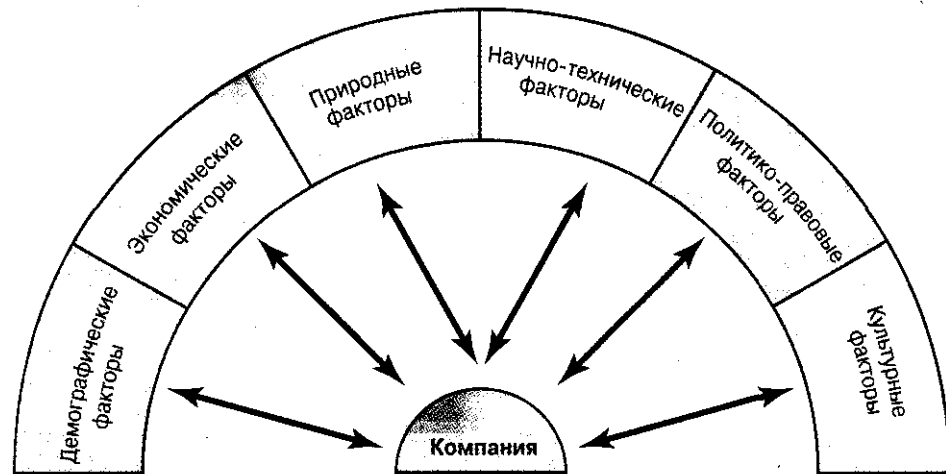 Демографические
факторы
Экономические
факторы
Природные
факторы
Научно-технические
факторы
Политико-правовые
факторы
Культурные
факторы
Компания